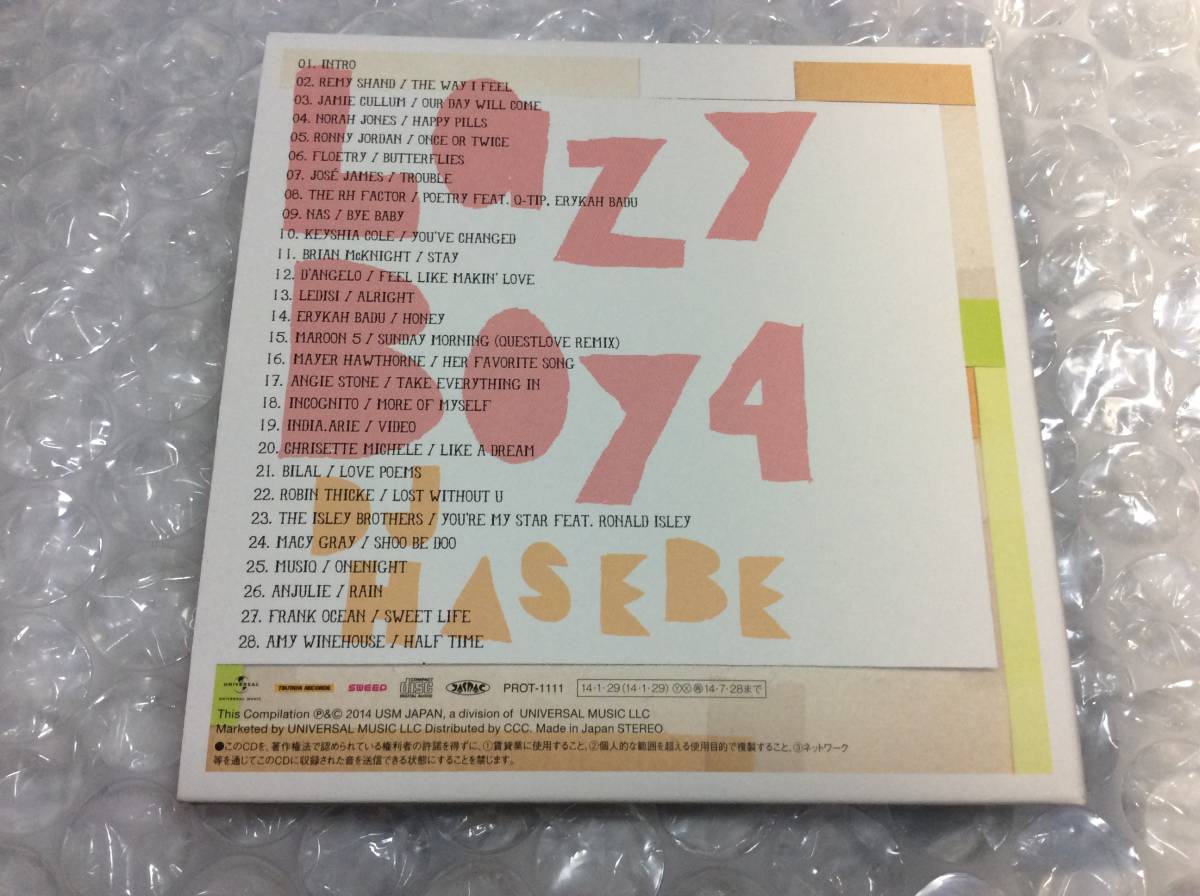 01. INTRO
02. REMY SHAND / THE WAY I FEEL
03. JAMIE CULLUM / OUR DAY WILL COME
04. NORAH JONES / HAPPY PILLS
05. RONNY JORDAN / ONCE OR TWICE
06. FLOETRY / BUTTERFLIES
07. JOSÉ JAMES / TROUBLE
08. THE RH FACTOR / POETRY FEAT. Q-TIP, ERYKAH BADU
09. NAS / BYE BABY
10. KEYSHIA COLE / YOU'VE CHANGED
11. BRIAN McKNIGHT / STAY
12. D'ANGELO / FEEL LIKE MAKIN' LOVE
13. LEDISI / ALRIGHT
14. ERYKAH BADU / HONEY
15. MAROON 5 / SUNDAY MORNING (QUESTLOVE REMIX)
16. MAYER HAWTHORNE / HER FAVORITE SONG
17. ANGIE STONE / TAKE EVERYTHING IN
18. INCOGNITO / MORE OF MYSELF
19. INDIA.ARIE / VIDEO
20. CHRISETTE MICHELE / LIKE A DREAM
21. BILAL / LOVE POEMS
22. ROBIN THICKE / LOST WITHOUT U
23. THE ISLEY BROTHERS / YOU'RE MY STAR FEAT. RONALD ISLEY
24. MACY GRAY / SHOO BE DOO
25. MUSIQ / ONENIGHT
26. ANJULIE / RAIN
27. FRANK OCEAN / SWEET LIFE
28. AMY WINEHOUSE / HALF TIME
Lazy
Boy4
DJ
HASEBE
UNIVERSAL
UNIVERSAL MUSIC
TSUTAYA RECORDS
SWEEP
COMPACT
disc
DIGITAL AUDIO
JASRAC
PROT-1111
14・1・29 (14・1・29) ⓎⓍ再 14・7・28まで
This Compilation Ⓟ&© 2014 USM JAPAN, a division of UNIVERSAL MUSIC LLC
Marketed by UNIVERSAL MUSIC LLC Distributed by CCC. Made in Japan STEREO
●このCDを、著作権法で認められている権利者の許諾を得ずに、①賃貸業に使用すること、②個人的な範囲を超える使用目的で複製すること、③ネットワーク
等を通じてこのCDに収録された音を送信できる状態にすることを禁じます。